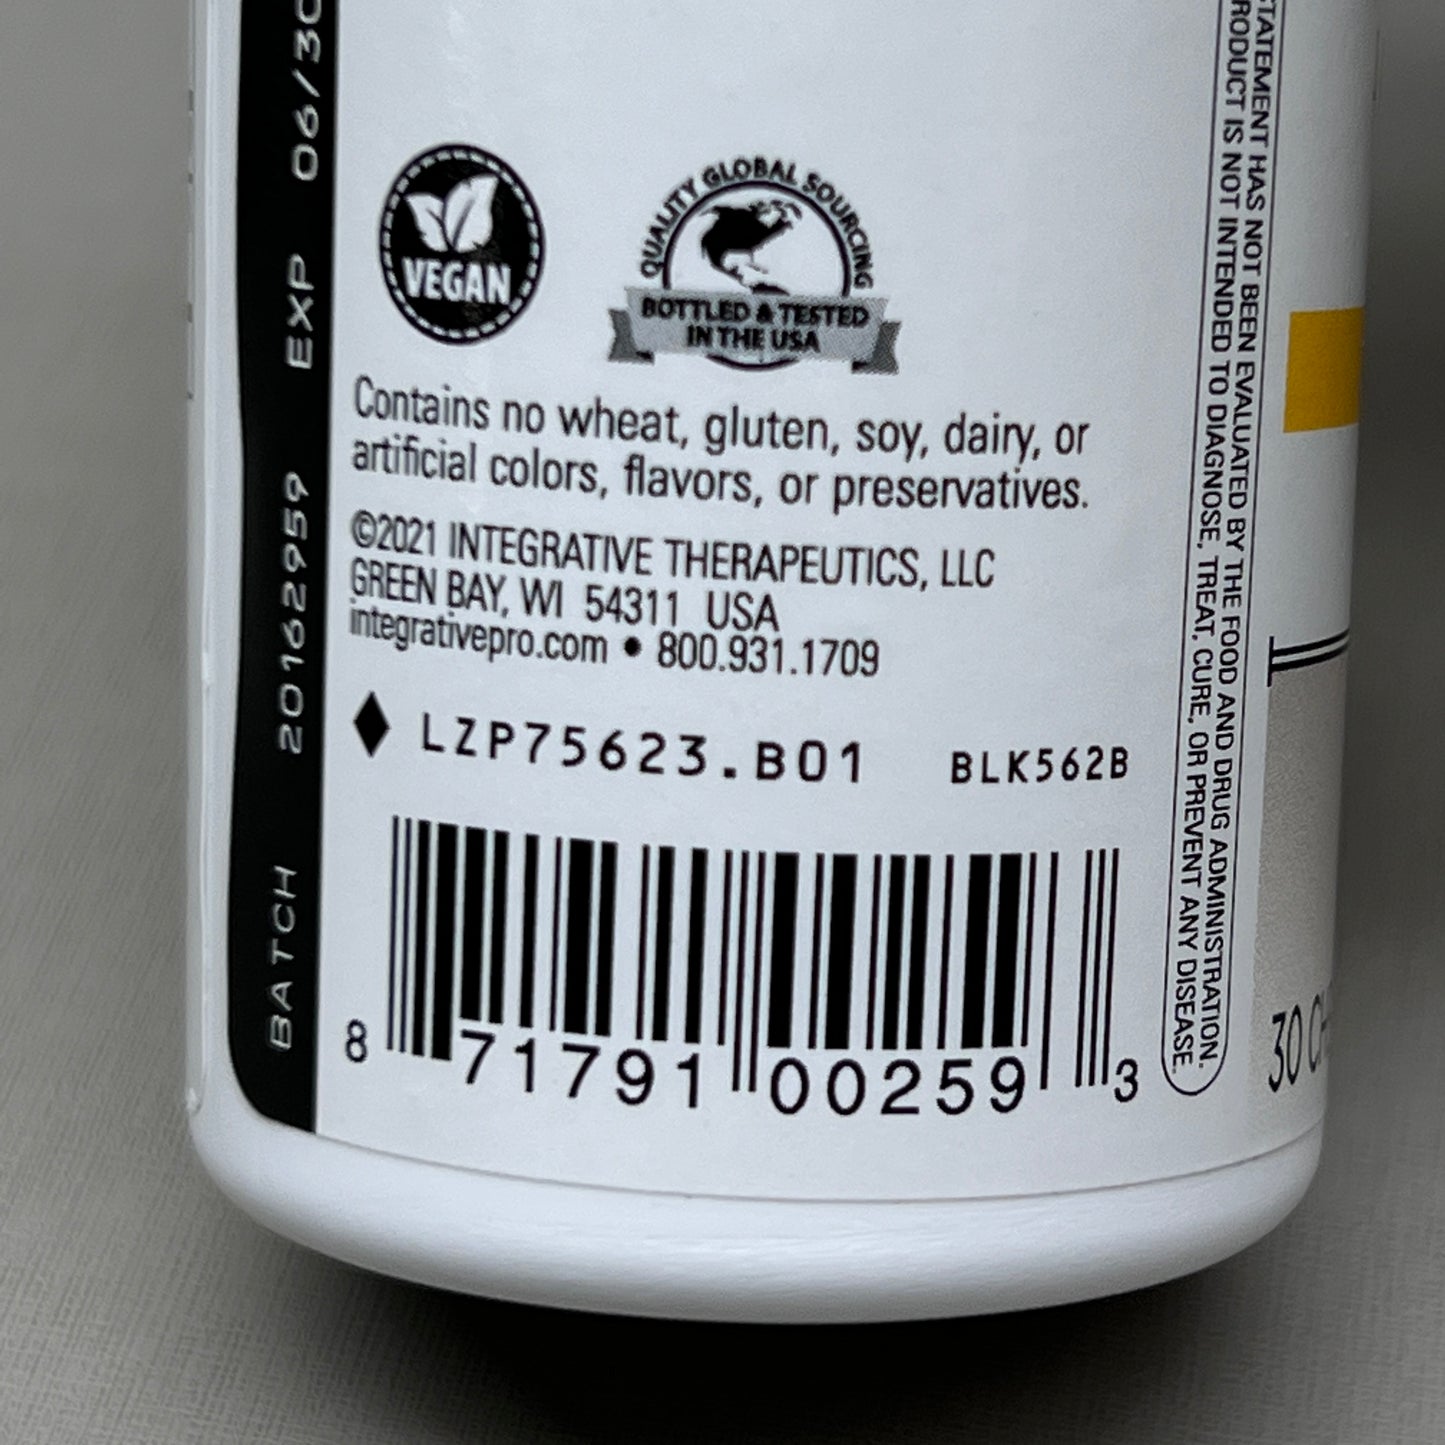 BATCH 20162959 EXP 06/30
VEGAN
QUALITY GLOBAL SOURCING
BOTTLED & TESTED
IN THE USA
Contains no wheat, gluten, soy, dairy, or
artificial colors, flavors, or preservatives.
©2021 INTEGRATIVE THERAPEUTICS, LLC
GREEN BAY, WI 54311 USA
integrativepro.com • 800.931.1709
♦ LZP75623.B01 BLK562B
8 71791 00259 3
STATEMENT HAS NOT BEEN EVALUATED BY THE FOOD AND DRUG ADMINISTRATION.
PRODUCT IS NOT INTENDED TO DIAGNOSE, TREAT, CURE, OR PREVENT ANY DISEASE.
30